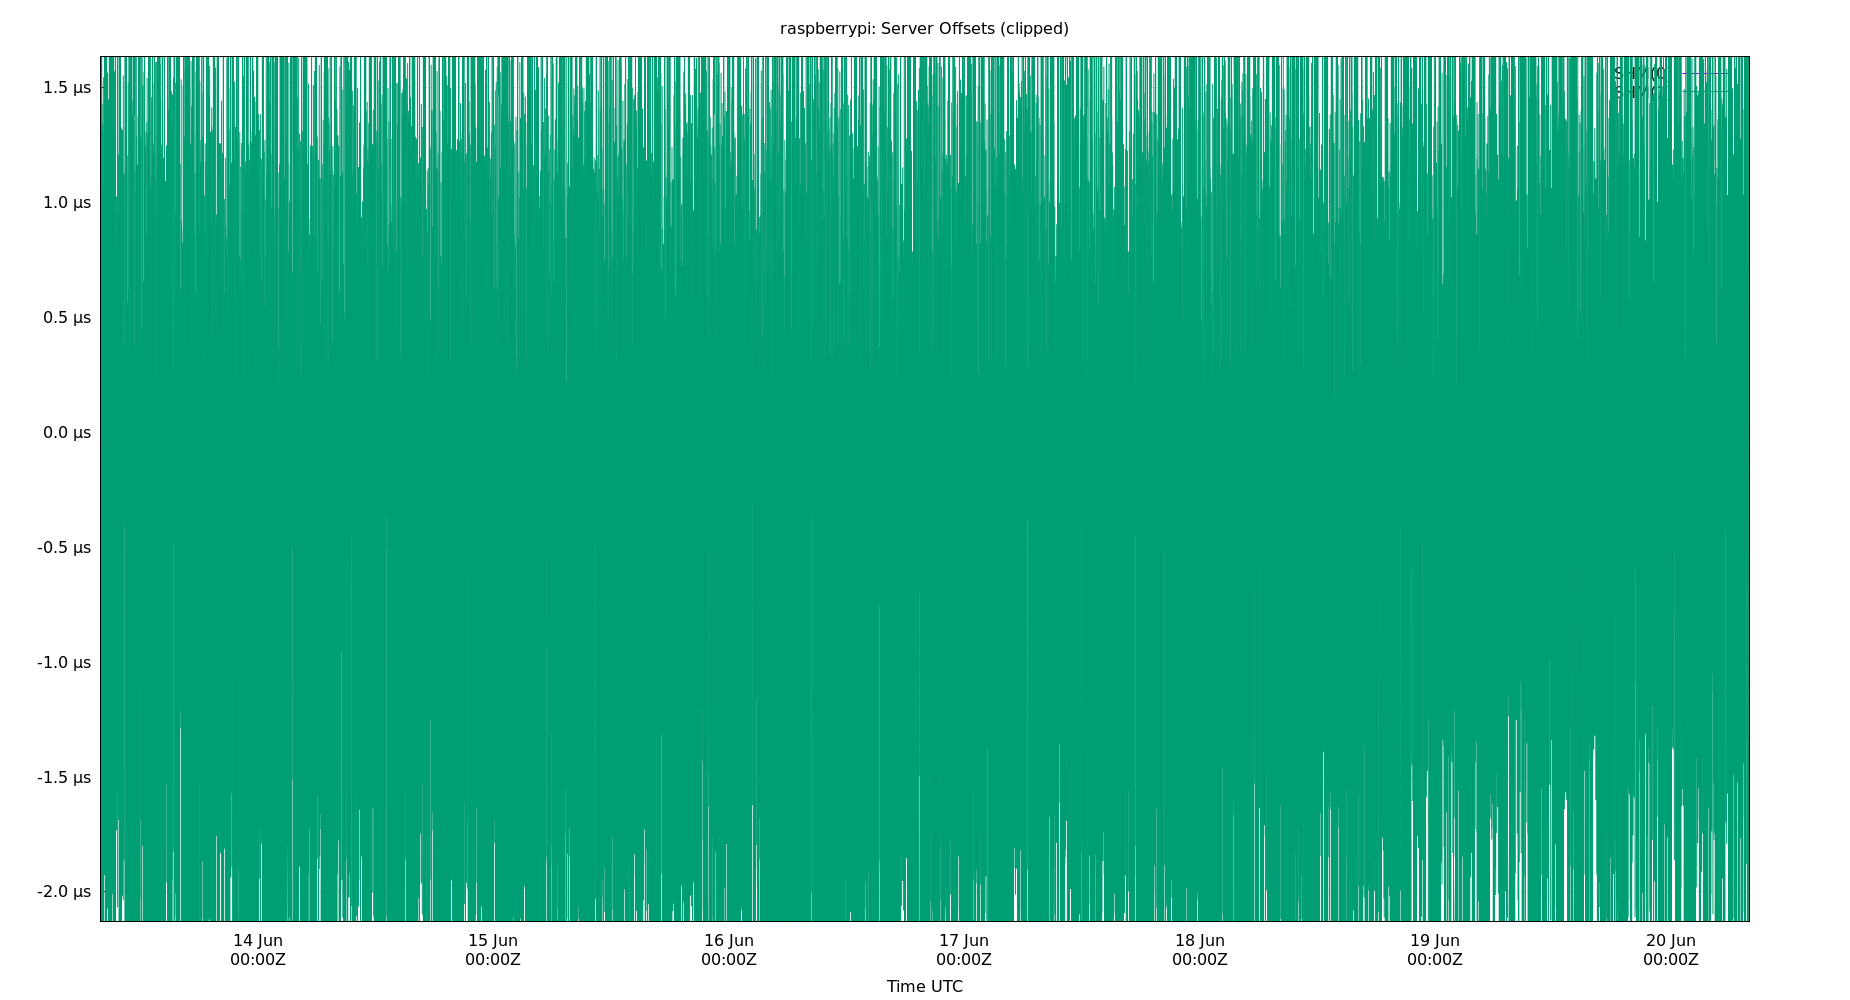 raspberrypi: Server Offsets (clipped)
1.5 µs
1.0 µs
0.5 µs
0.0 µs
-0.5 µs
-1.0 µs
-1.5 µs
-2.0 µs
14 Jun 15 Jun 16 Jun 17 Jun 18 Jun 19 Jun 20 Jun
00:00Z 00:00Z 00:00Z 00:00Z 00:00Z 00:00Z 00:00Z
Time UTC